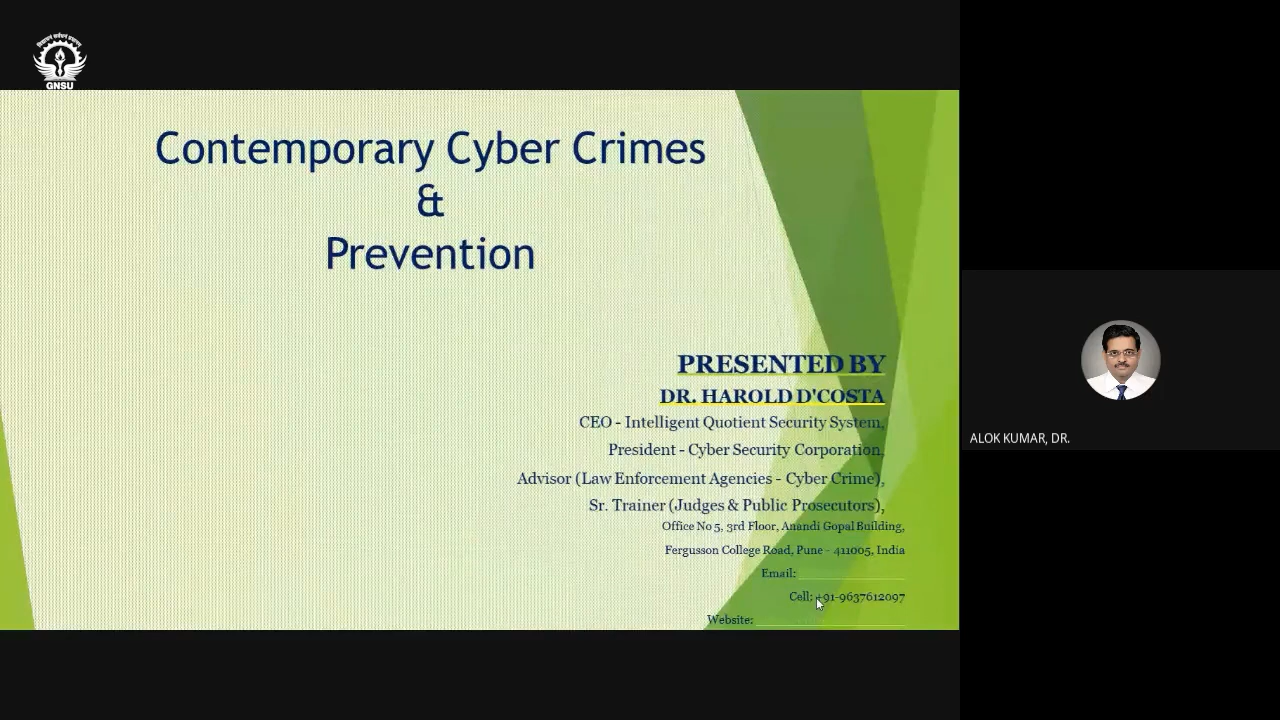 GNSU
Contemporary Cyber Crimes
&
Prevention
PRESENTED BY
DR. HAROLD D'COSTA
CEO - Intelligent Quotient Security System,
President - Cyber Security Corporation,
Advisor (Law Enforcement Agencies - Cyber Crime),
Sr. Trainer (Judges & Public Prosecutors),
Office No 5, 3rd Floor, Anandi Gopal Building,
Fergusson College Road, Pune - 411005, India
Email:
Cell: +91-9637612097
Website:
ALOK KUMAR, DR.